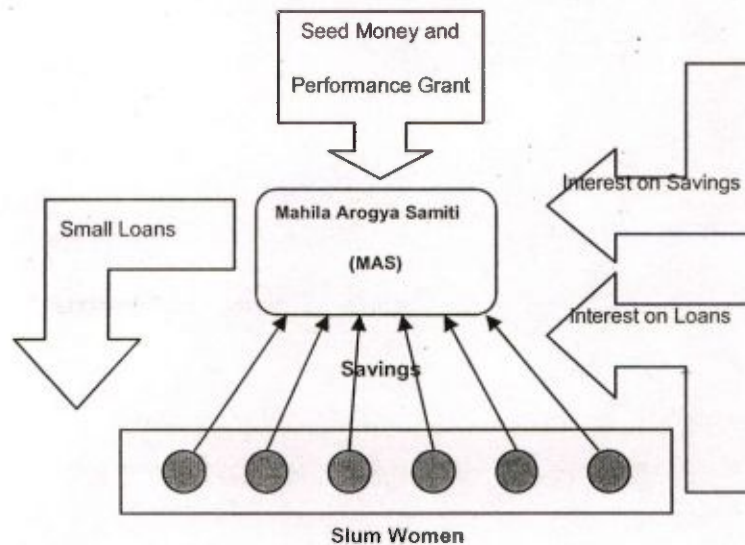 Seed Money and
Performance Grant
Interest on Savings
Small Loans
Mahila Arogya Samiti
(MAS)
Interest on Loans
Savings
Slum Women